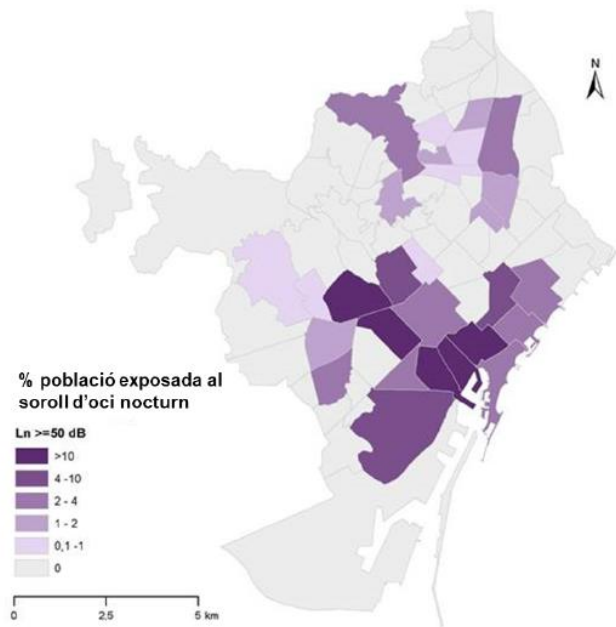 N
% població exposada al
soroll d'oci nocturn
Ln >=50 dB
>10
4 -10
2 - 4
1 - 2
0,1 -1
0
0 2,5 5 km